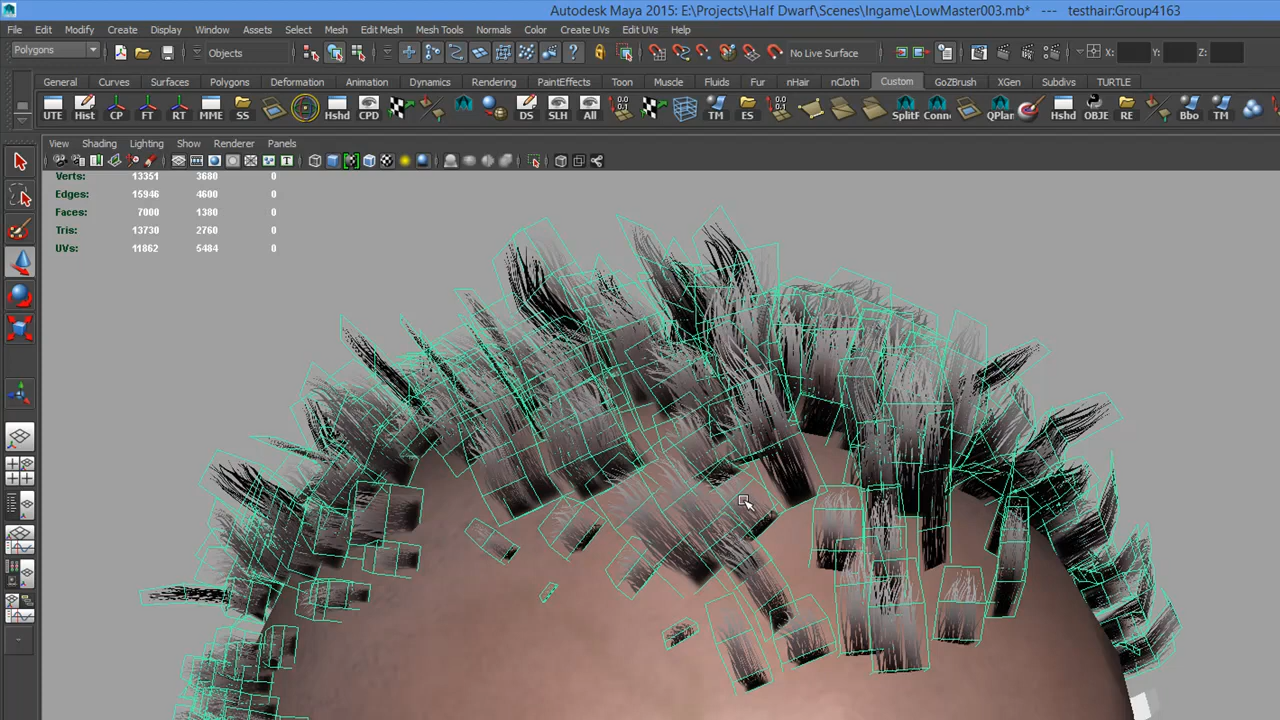 Autodesk Maya 2015: E:\Projects\Half Dwarf\Scenes\Ingame\LowMaster003.mb* --- testhair:Group4163
File Edit Modify Create Display Window Assets Select Mesh Edit Mesh Mesh Tools Normals Color Create UVs Edit UVs Help
Polygons Objects No Live Surface X: Y: Z:
General Curves Surfaces Polygons Deformation Animation Dynamics Rendering PaintEffects Toon Muscle Fluids Fur nHair nCloth Custom GoZBrush XGen Subdivs TURTLE
UTE Hist CP FT RT MME SS Hshd CPD DS SLH All TM ES SplitF Conn QPlan Hshd OBJE RE Bbo TM
View Shading Lighting Show Renderer Panels
Verts: 13351 3680 0
Edges: 15946 4600 0
Faces: 7000 1380 0
Tris: 13730 2760 0
UVs: 11862 5484 0